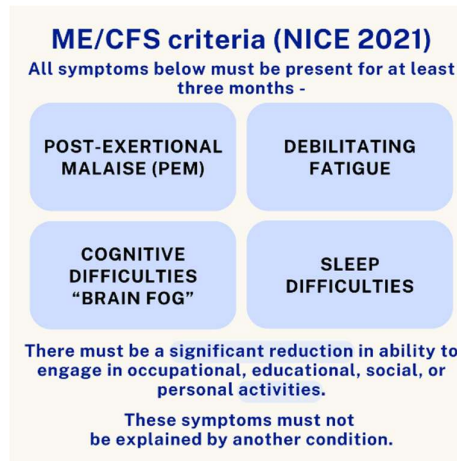 ME/CFS criteria (NICE 2021)
All symptoms below must be present for at least
three months -
POST-EXERTIONAL
MALAISE (PEM)
DEBILITATING
FATIGUE
COGNITIVE
DIFFICULTIES
“BRAIN FOG”
SLEEP
DIFFICULTIES
There must be a significant reduction in ability to
engage in occupational, educational, social, or
personal activities.
These symptoms must not
be explained by another condition.